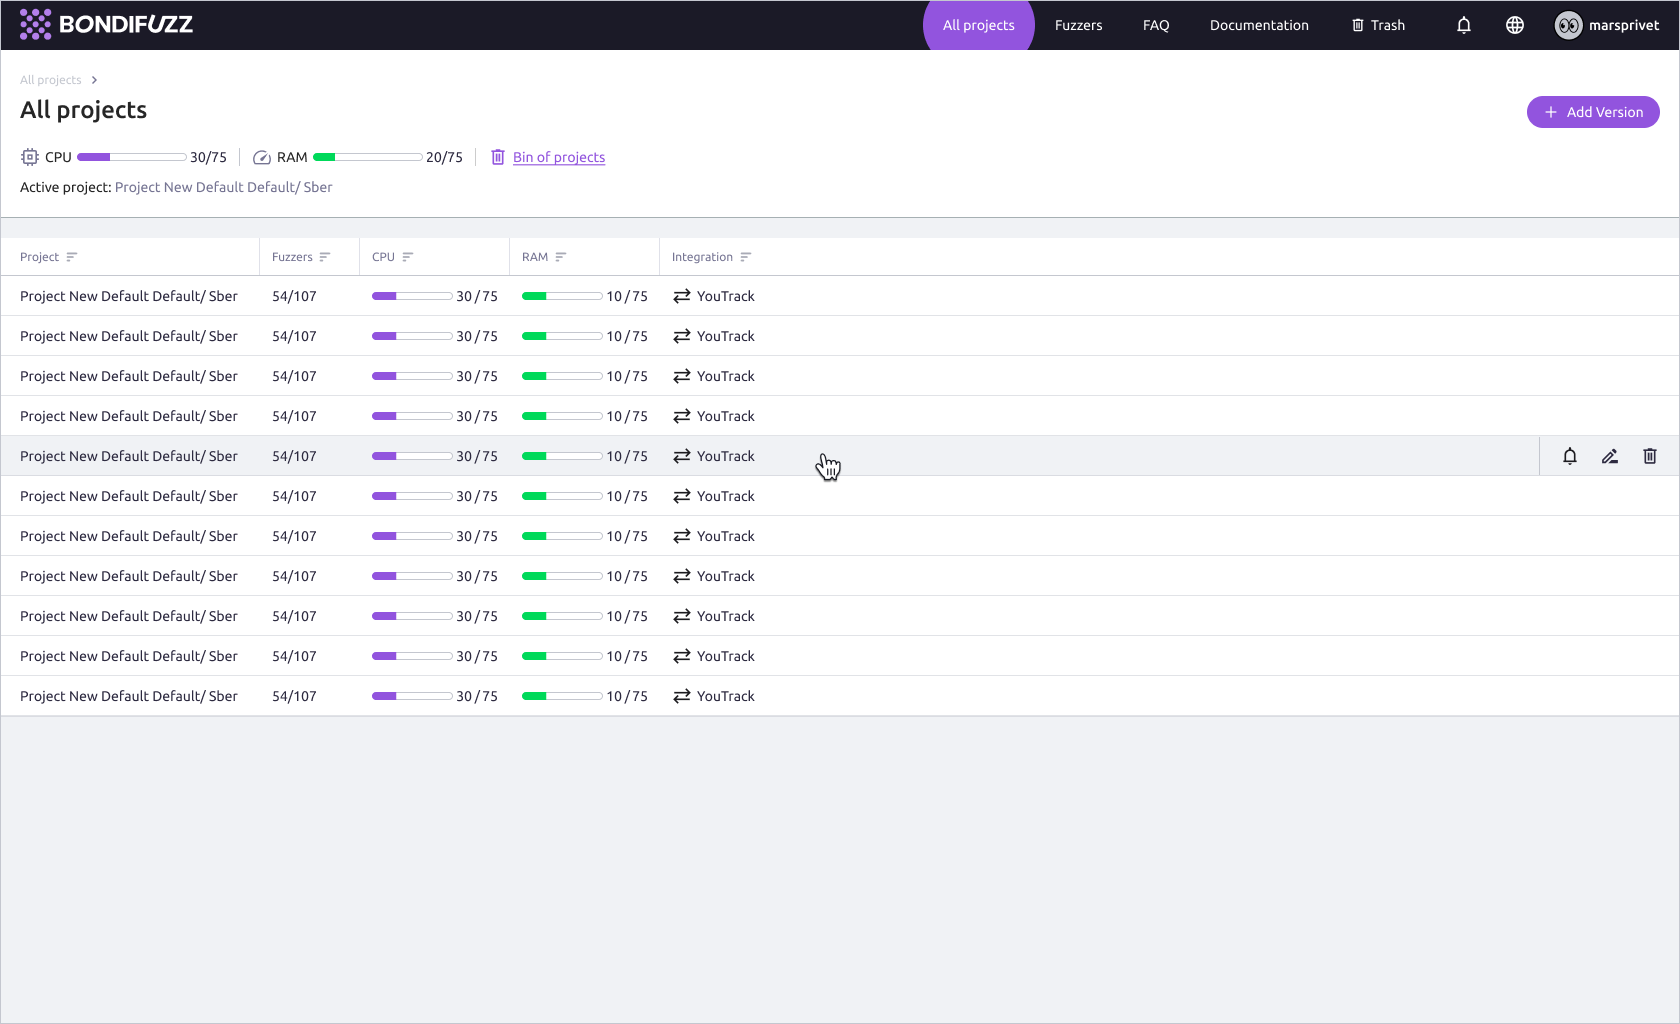 BONDIFUZZ All projects Fuzzers FAQ Documentation Trash marsprivet
All projects
All projects
Add Version
CPU 30/75 RAM 20/75 Bin of projects
Active project: Project New Default Default/ Sber
Project Fuzzers CPU RAM Integration
Project New Default Default/ Sber 54/107 30 / 75 10 / 75 YouTrack
Project New Default Default/ Sber 54/107 30 / 75 10 / 75 YouTrack
Project New Default Default/ Sber 54/107 30 / 75 10 / 75 YouTrack
Project New Default Default/ Sber 54/107 30 / 75 10 / 75 YouTrack
Project New Default Default/ Sber 54/107 30 / 75 10 / 75 YouTrack
Project New Default Default/ Sber 54/107 30 / 75 10 / 75 YouTrack
Project New Default Default/ Sber 54/107 30 / 75 10 / 75 YouTrack
Project New Default Default/ Sber 54/107 30 / 75 10 / 75 YouTrack
Project New Default Default/ Sber 54/107 30 / 75 10 / 75 YouTrack
Project New Default Default/ Sber 54/107 30 / 75 10 / 75 YouTrack
Project New Default Default/ Sber 54/107 30 / 75 10 / 75 YouTrack